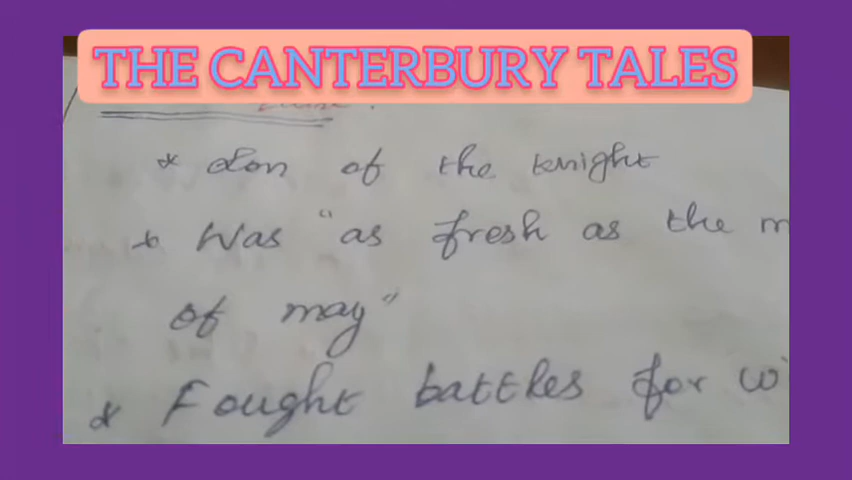 THE CANTERBURY TALES
* Son of the knight
* Was "as fresh as the m
of may"
* Fought battles for w